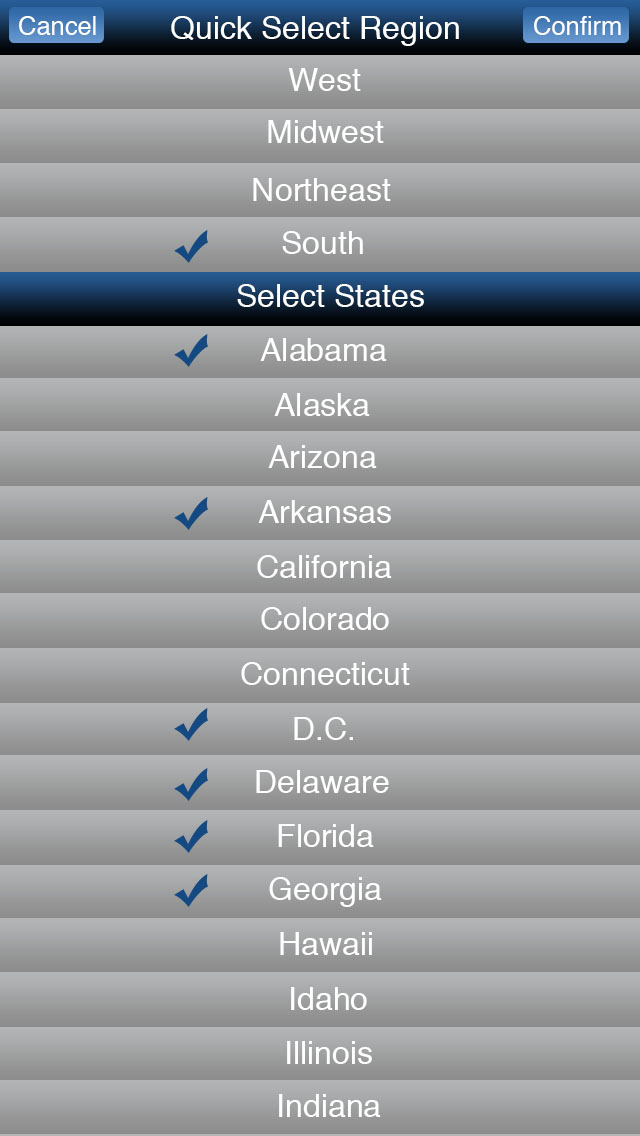 Cancel Quick Select Region Confirm
West
Midwest
Northeast
South
Select States
Alabama
Alaska
Arizona
Arkansas
California
Colorado
Connecticut
D.C.
Delaware
Florida
Georgia
Hawaii
Idaho
Illinois
Indiana